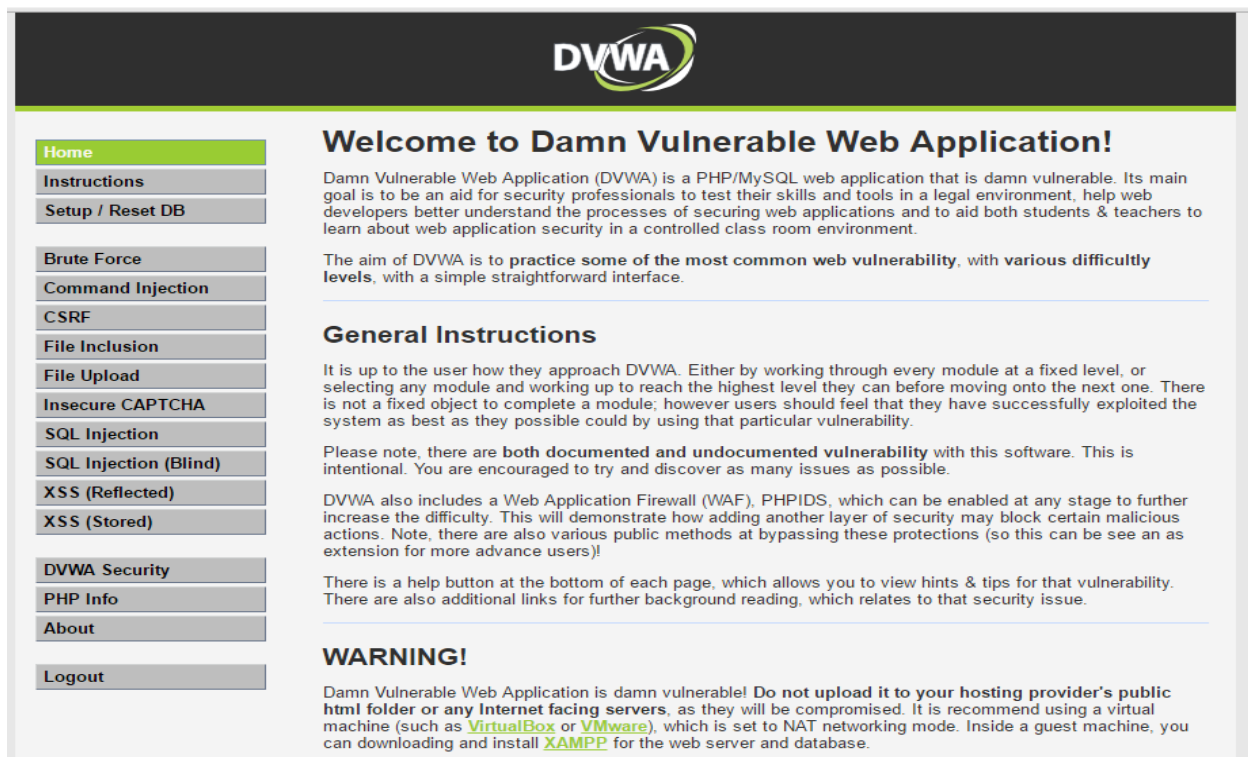 DVWA
Home
Instructions
Setup / Reset DB
Brute Force
Command Injection
CSRF
File Inclusion
File Upload
Insecure CAPTCHA
SQL Injection
SQL Injection (Blind)
XSS (Reflected)
XSS (Stored)
DVWA Security
PHP Info
About
Logout
Welcome to Damn Vulnerable Web Application!
Damn Vulnerable Web Application (DVWA) is a PHP/MySQL web application that is damn vulnerable. Its main
goal is to be an aid for security professionals to test their skills and tools in a legal environment, help web
developers better understand the processes of securing web applications and to aid both students & teachers to
learn about web application security in a controlled class room environment.
The aim of DVWA is to practice some of the most common web vulnerability, with various difficultly
levels, with a simple straightforward interface.
General Instructions
It is up to the user how they approach DVWA. Either by working through every module at a fixed level, or
selecting any module and working up to reach the highest level they can before moving onto the next one. There
is not a fixed object to complete a module; however users should feel that they have successfully exploited the
system as best as they possible could by using that particular vulnerability.
Please note, there are both documented and undocumented vulnerability with this software. This is
intentional. You are encouraged to try and discover as many issues as possible.
DVWA also includes a Web Application Firewall (WAF), PHPIDS, which can be enabled at any stage to further
increase the difficulty. This will demonstrate how adding another layer of security may block certain malicious
actions. Note, there are also various public methods at bypassing these protections (so this can be see an as
extension for more advance users)!
There is a help button at the bottom of each page, which allows you to view hints & tips for that vulnerability.
There are also additional links for further background reading, which relates to that security issue.
WARNING!
Damn Vulnerable Web Application is damn vulnerable! Do not upload it to your hosting provider's public
html folder or any Internet facing servers, as they will be compromised. It is recommend using a virtual
machine (such as VirtualBox or VMware), which is set to NAT networking mode. Inside a guest machine, you
can downloading and install XAMPP for the web server and database.